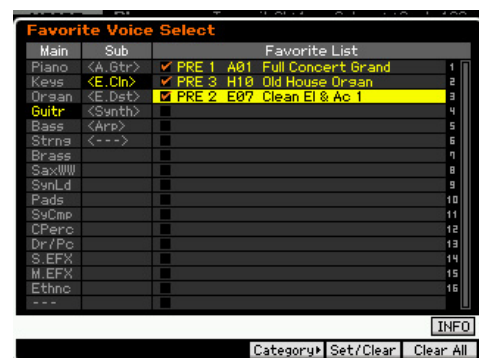 Favorite Voice Select
Main Sub Favorite List
Piano <A.Gtr> PRE 1 A01 Full Concert Grand 1
Keys <E.Cln> PRE 3 H10 Old House Organ 2
Organ <E.Dst> PRE 2 E07 Clean El & Ac 1 3
Guitr <Synth> 4
Bass <Arp> 5
Strng <---> 6
Brass 7
SaxWW 8
SynLd 9
Pads 10
SyCmp 11
CPerc 12
Dr/Pc 13
S.EFX 14
M.EFX 15
Ethnc 16
---
INFO
Category Set/Clear Clear All